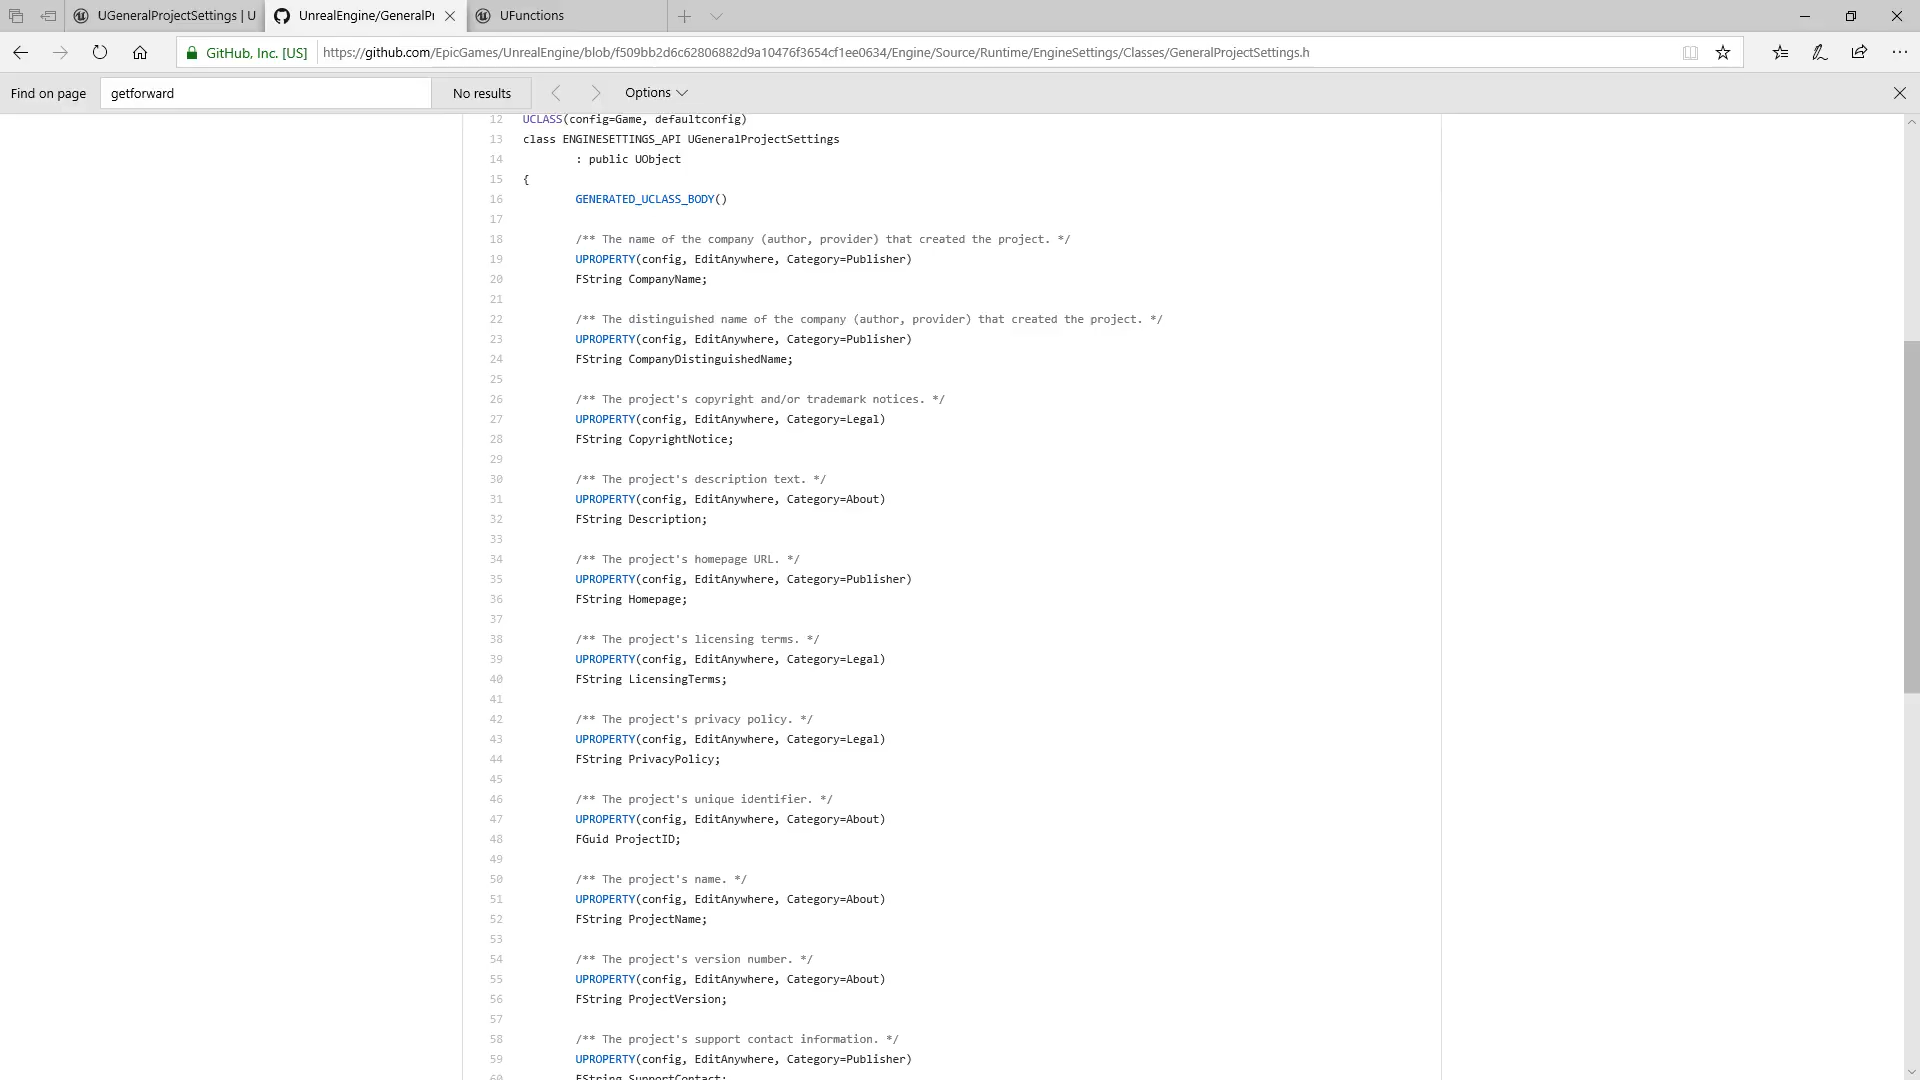 UGeneralProjectSettings | U
UnrealEngine/GeneralPr
UFunctions
GitHub, Inc. [US]
https://github.com/EpicGames/UnrealEngine/blob/f509bb2d6c62806882d9a10476f3654cf1ee0634/Engine/Source/Runtime/EngineSettings/Classes/GeneralProjectSettings.h
Find on page
getforward
No results
Options
12 UCLASS(config=Game, defaultconfig)
13 class ENGINESETTINGS_API UGeneralProjectSettings
14 : public UObject
15 {
16 GENERATED_UCLASS_BODY()
17
18 /** The name of the company (author, provider) that created the project. */
19 UPROPERTY(config, EditAnywhere, Category=Publisher)
20 FString CompanyName;
21
22 /** The distinguished name of the company (author, provider) that created the project. */
23 UPROPERTY(config, EditAnywhere, Category=Publisher)
24 FString CompanyDistinguishedName;
25
26 /** The project's copyright and/or trademark notices. */
27 UPROPERTY(config, EditAnywhere, Category=Legal)
28 FString CopyrightNotice;
29
30 /** The project's description text. */
31 UPROPERTY(config, EditAnywhere, Category=About)
32 FString Description;
33
34 /** The project's homepage URL. */
35 UPROPERTY(config, EditAnywhere, Category=Publisher)
36 FString Homepage;
37
38 /** The project's licensing terms. */
39 UPROPERTY(config, EditAnywhere, Category=Legal)
40 FString LicensingTerms;
41
42 /** The project's privacy policy. */
43 UPROPERTY(config, EditAnywhere, Category=Legal)
44 FString PrivacyPolicy;
45
46 /** The project's unique identifier. */
47 UPROPERTY(config, EditAnywhere, Category=About)
48 FGuid ProjectID;
49
50 /** The project's name. */
51 UPROPERTY(config, EditAnywhere, Category=About)
52 FString ProjectName;
53
54 /** The project's version number. */
55 UPROPERTY(config, EditAnywhere, Category=About)
56 FString ProjectVersion;
57
58 /** The project's support contact information. */
59 UPROPERTY(config, EditAnywhere, Category=Publisher)
60 FString SupportContact;